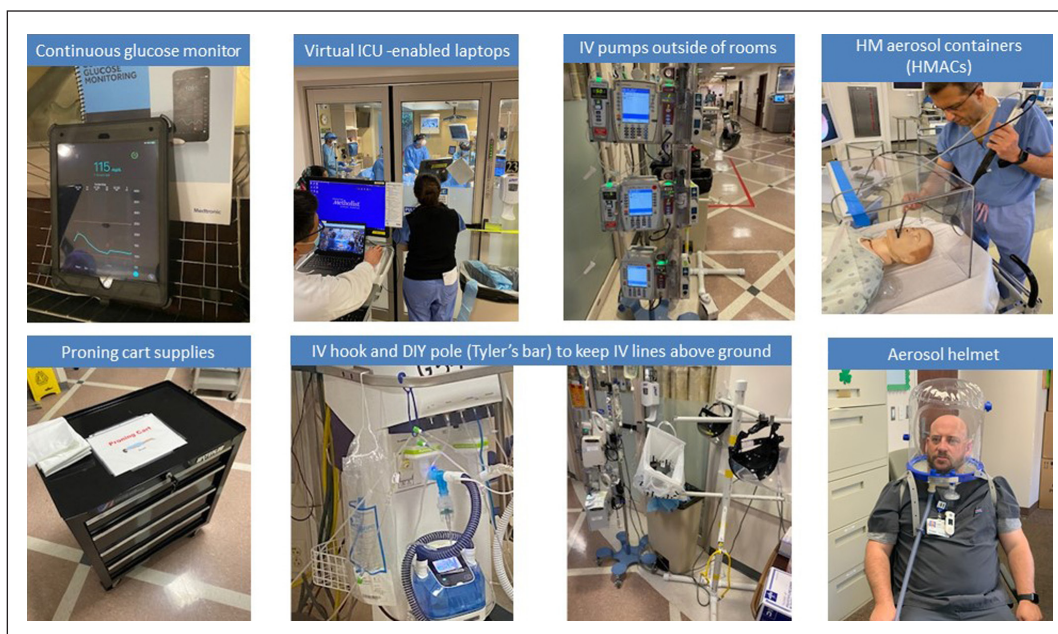 Continuous glucose monitor
Virtual ICU -enabled laptops
IV pumps outside of rooms
HM aerosol containers
(HMACs)
GLUCOSE
MONITORING
115
Medtronic
Methodist
Proning cart supplies
IV hook and DIY pole (Tyler's bar) to keep IV lines above ground
Aerosol helmet
Proning Cart